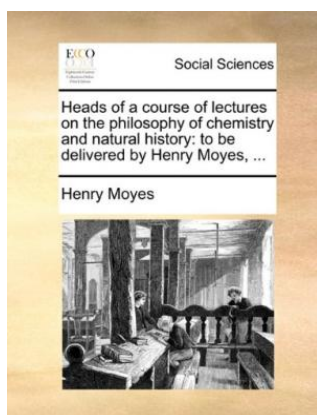 ECCO
Social Sciences
Heads of a course of lectures
on the philosophy of chemistry
and natural history: to be
delivered by Henry Moyes, ...
Henry Moyes